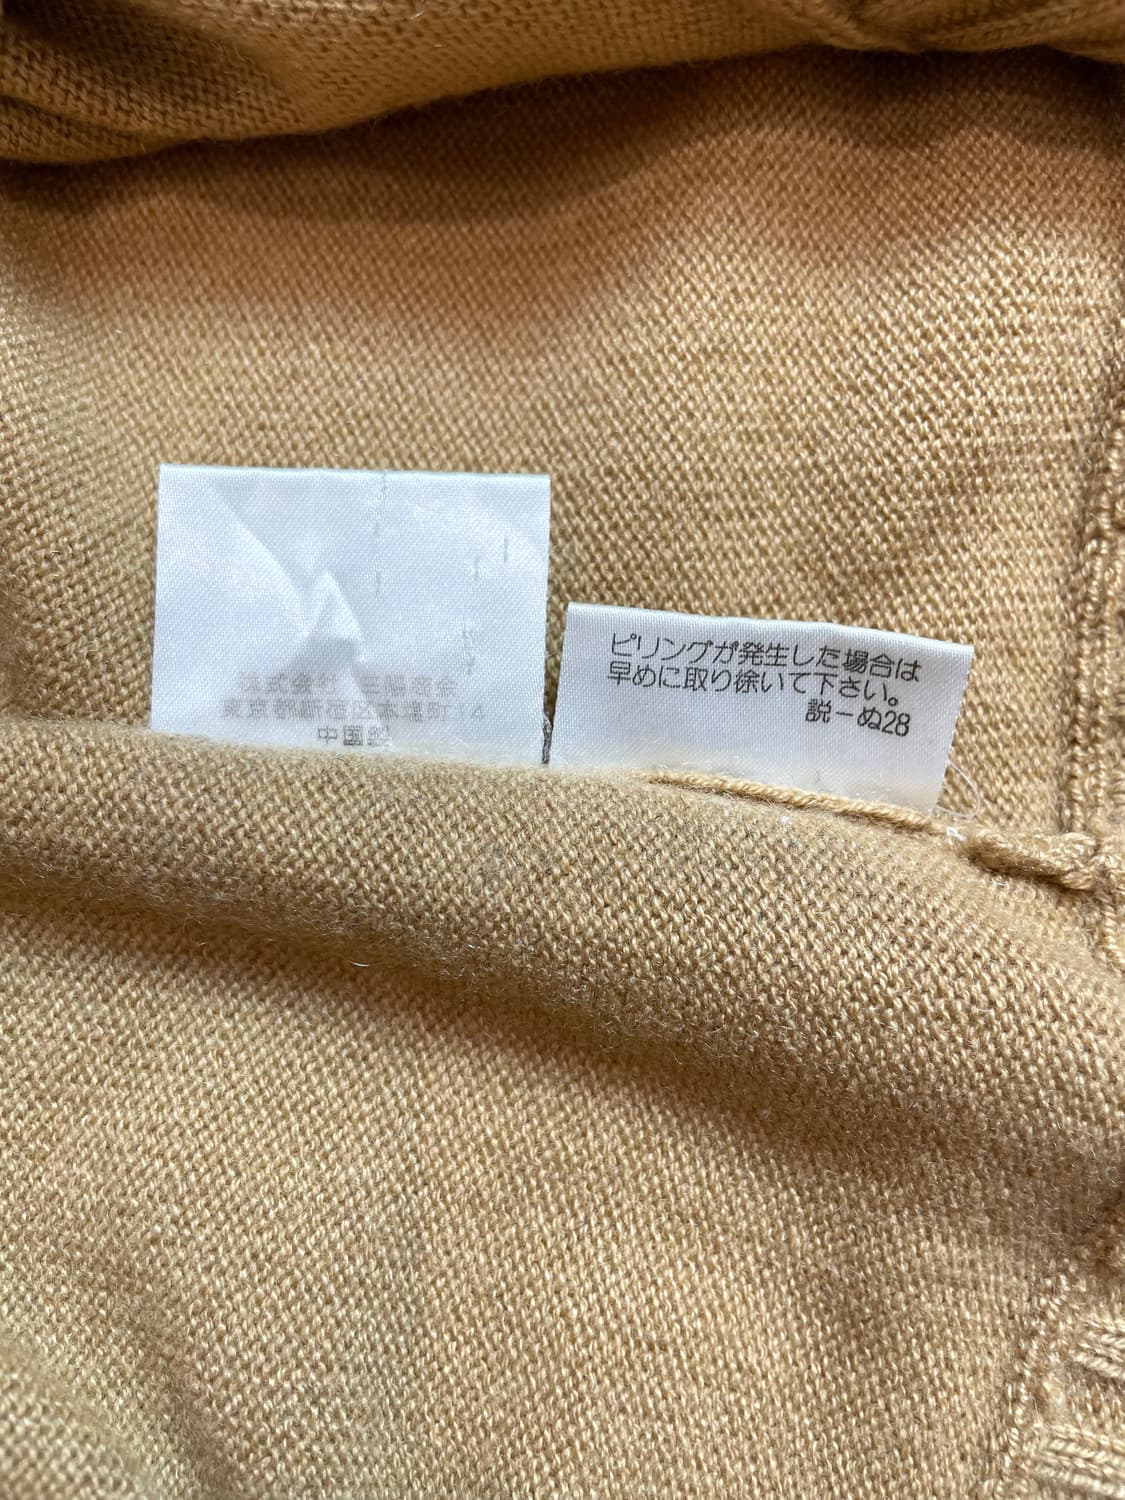 株式会社 三陽商会
東京都新宿区本塩町14
中国製
ピリングが発生した場合は
早めに取り除いて下さい。
説ーぬ28